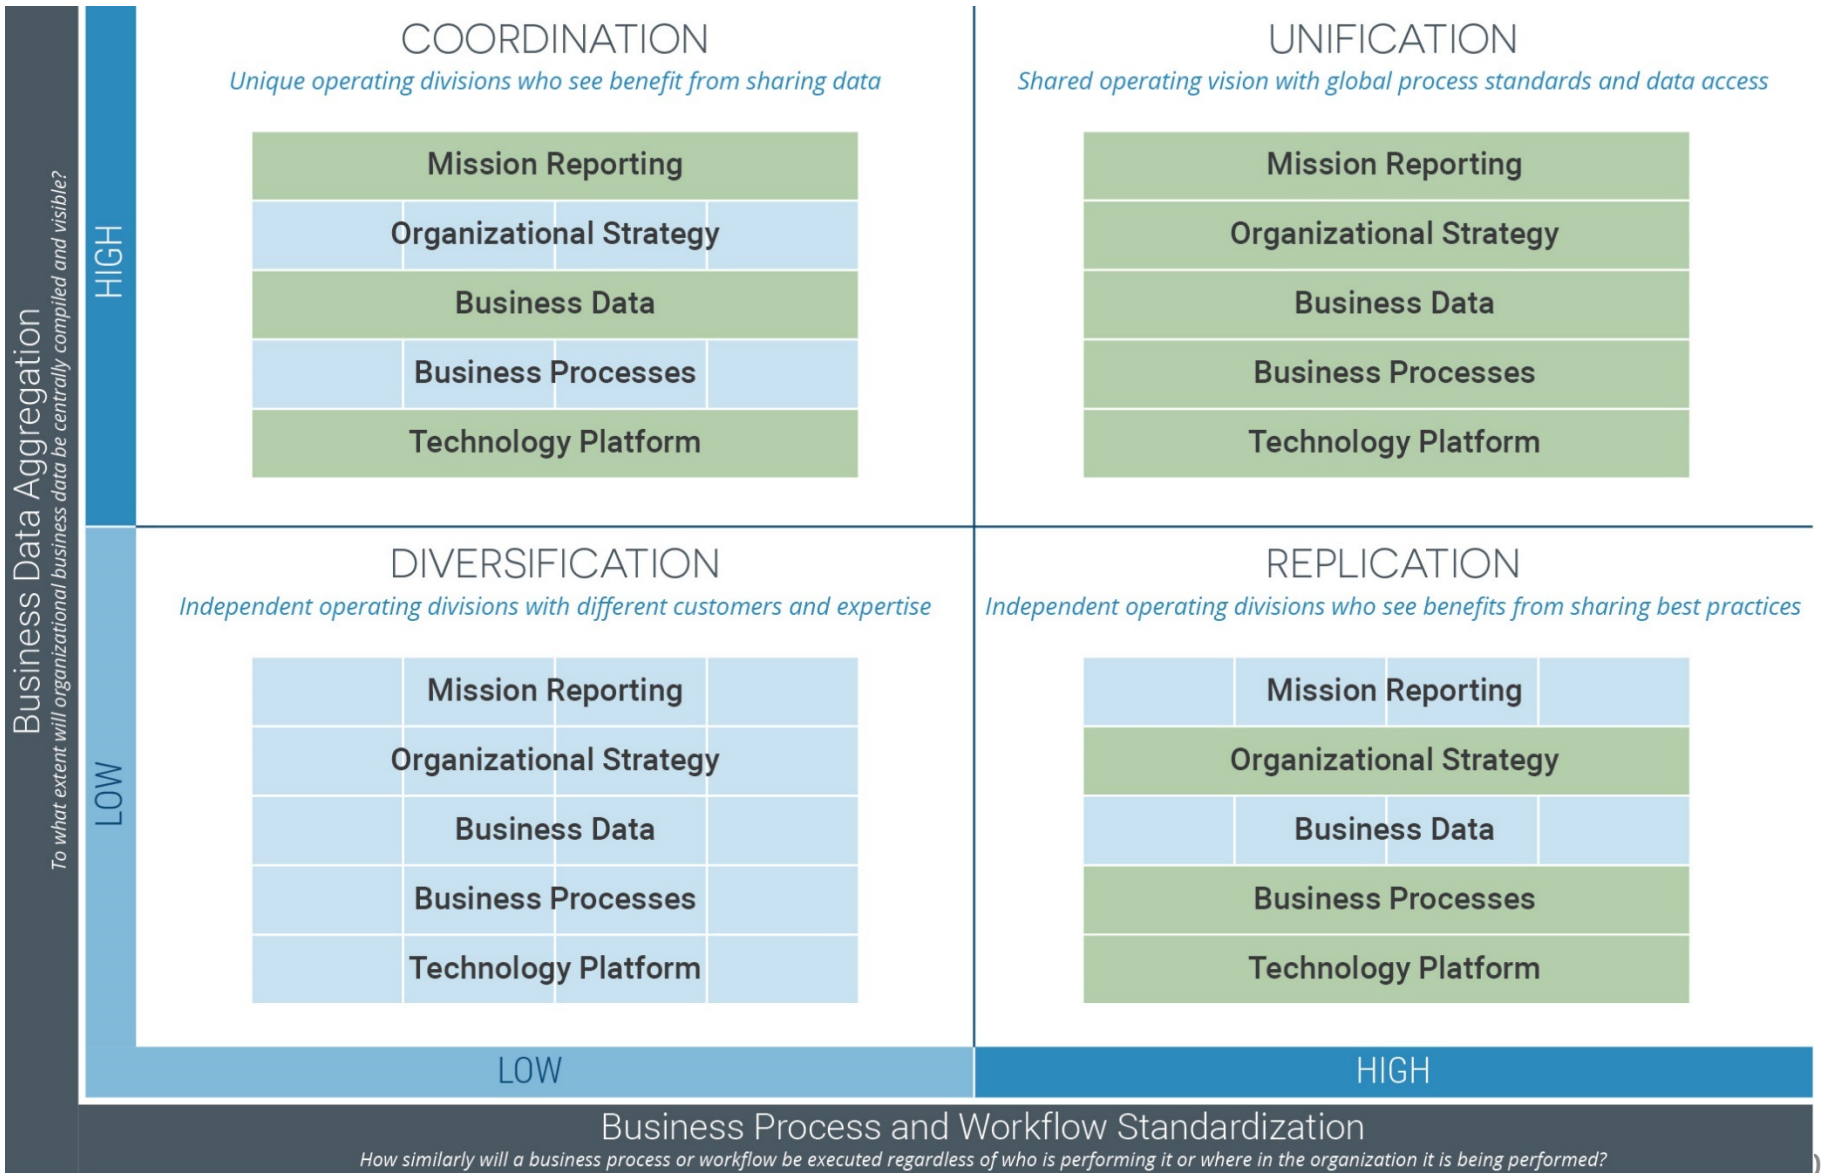 COORDINATION
Unique operating divisions who see benefit from sharing data
Mission Reporting
Organizational Strategy
Business Data
Business Processes
Technology Platform
UNIFICATION
Shared operating vision with global process standards and data access
Mission Reporting
Organizational Strategy
Business Data
Business Processes
Technology Platform
DIVERSIFICATION
Independent operating divisions with different customers and expertise
Mission Reporting
Organizational Strategy
Business Data
Business Processes
Technology Platform
REPLICATION
Independent operating divisions who see benefits from sharing best practices
Mission Reporting
Organizational Strategy
Business Data
Business Processes
Technology Platform
Business Data Aggregation
To what extent will organizational business data be centrally compiled and visible?
HIGH
LOW
LOW
HIGH
Business Process and Workflow Standardization
How similarly will a business process or workflow be executed regardless of who is performing it or where in the organization it is being performed?